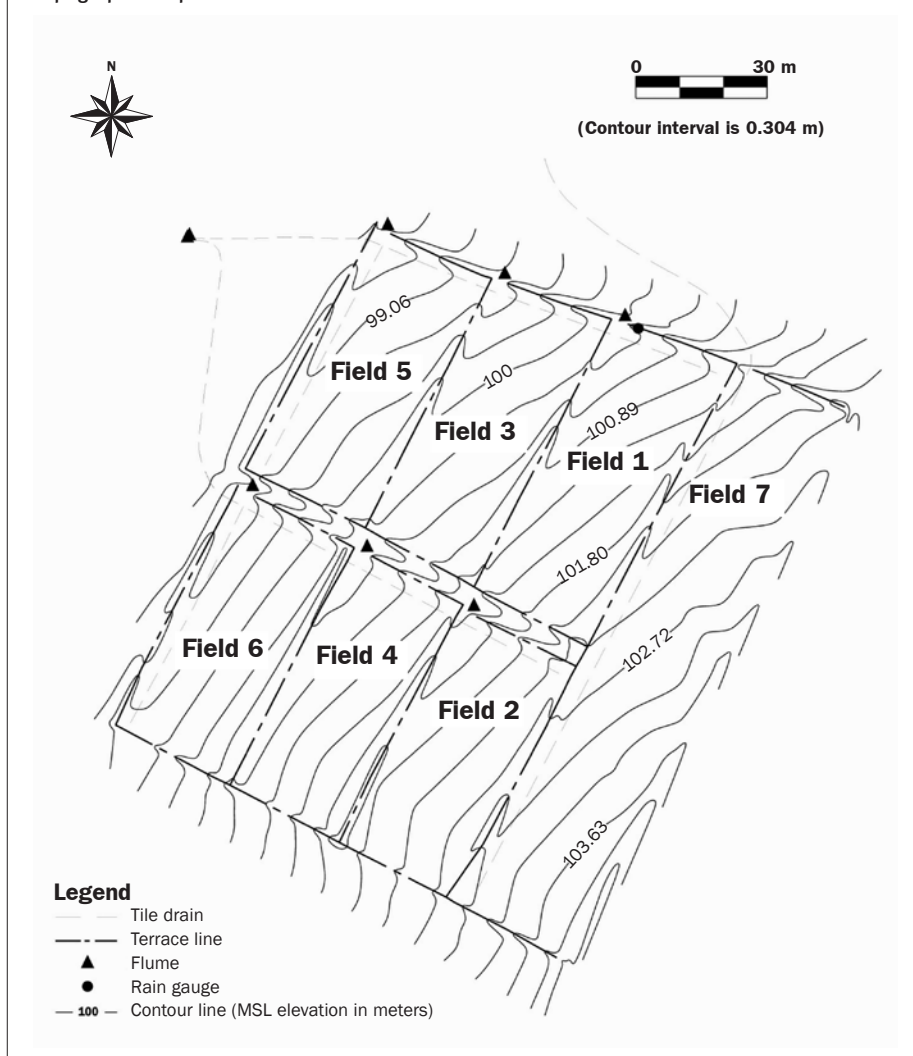 N
0 30 m
(Contour interval is 0.304 m)
99.06
Field 5
100
Field 3
100.89
Field 1
Field 7
101.80
102.72
Field 6
Field 4
Field 2
103.63
Legend
Tile drain
Terrace line
Flume
Rain gauge
100 Contour line (MSL elevation in meters)